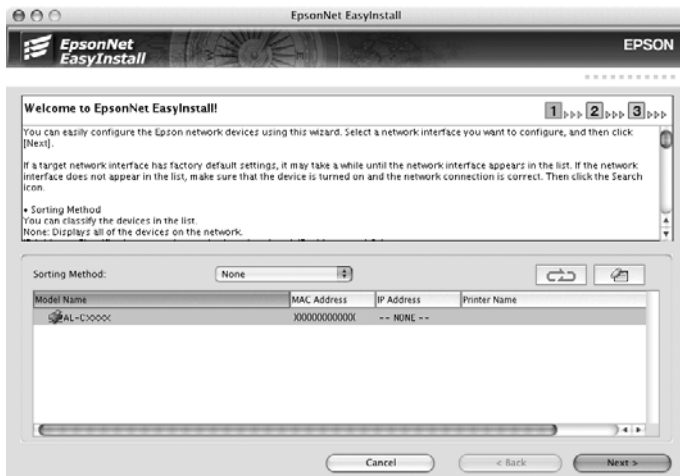 EpsonNet EasyInstall
EpsonNet
EasyInstall
EPSON
Welcome to EpsonNet EasyInstall!
1 2 3
You can easily configure the Epson network devices using this wizard. Select a network interface you want to configure, and then click
[Next].
If a target network interface has factory default settings, it may take a while until the network interface appears in the list. If the network
interface does not appear in the list, make sure that the device is turned on and the network connection is correct. Then click the Search
icon.
• Sorting Method
You can classify the devices in the list.
None: Displays all of the devices on the network.
Sorting Method: None
Model Name MAC Address IP Address Printer Name
AL-CXXXX XXXXXXXXXXXX -- NONE --
Cancel < Back Next >